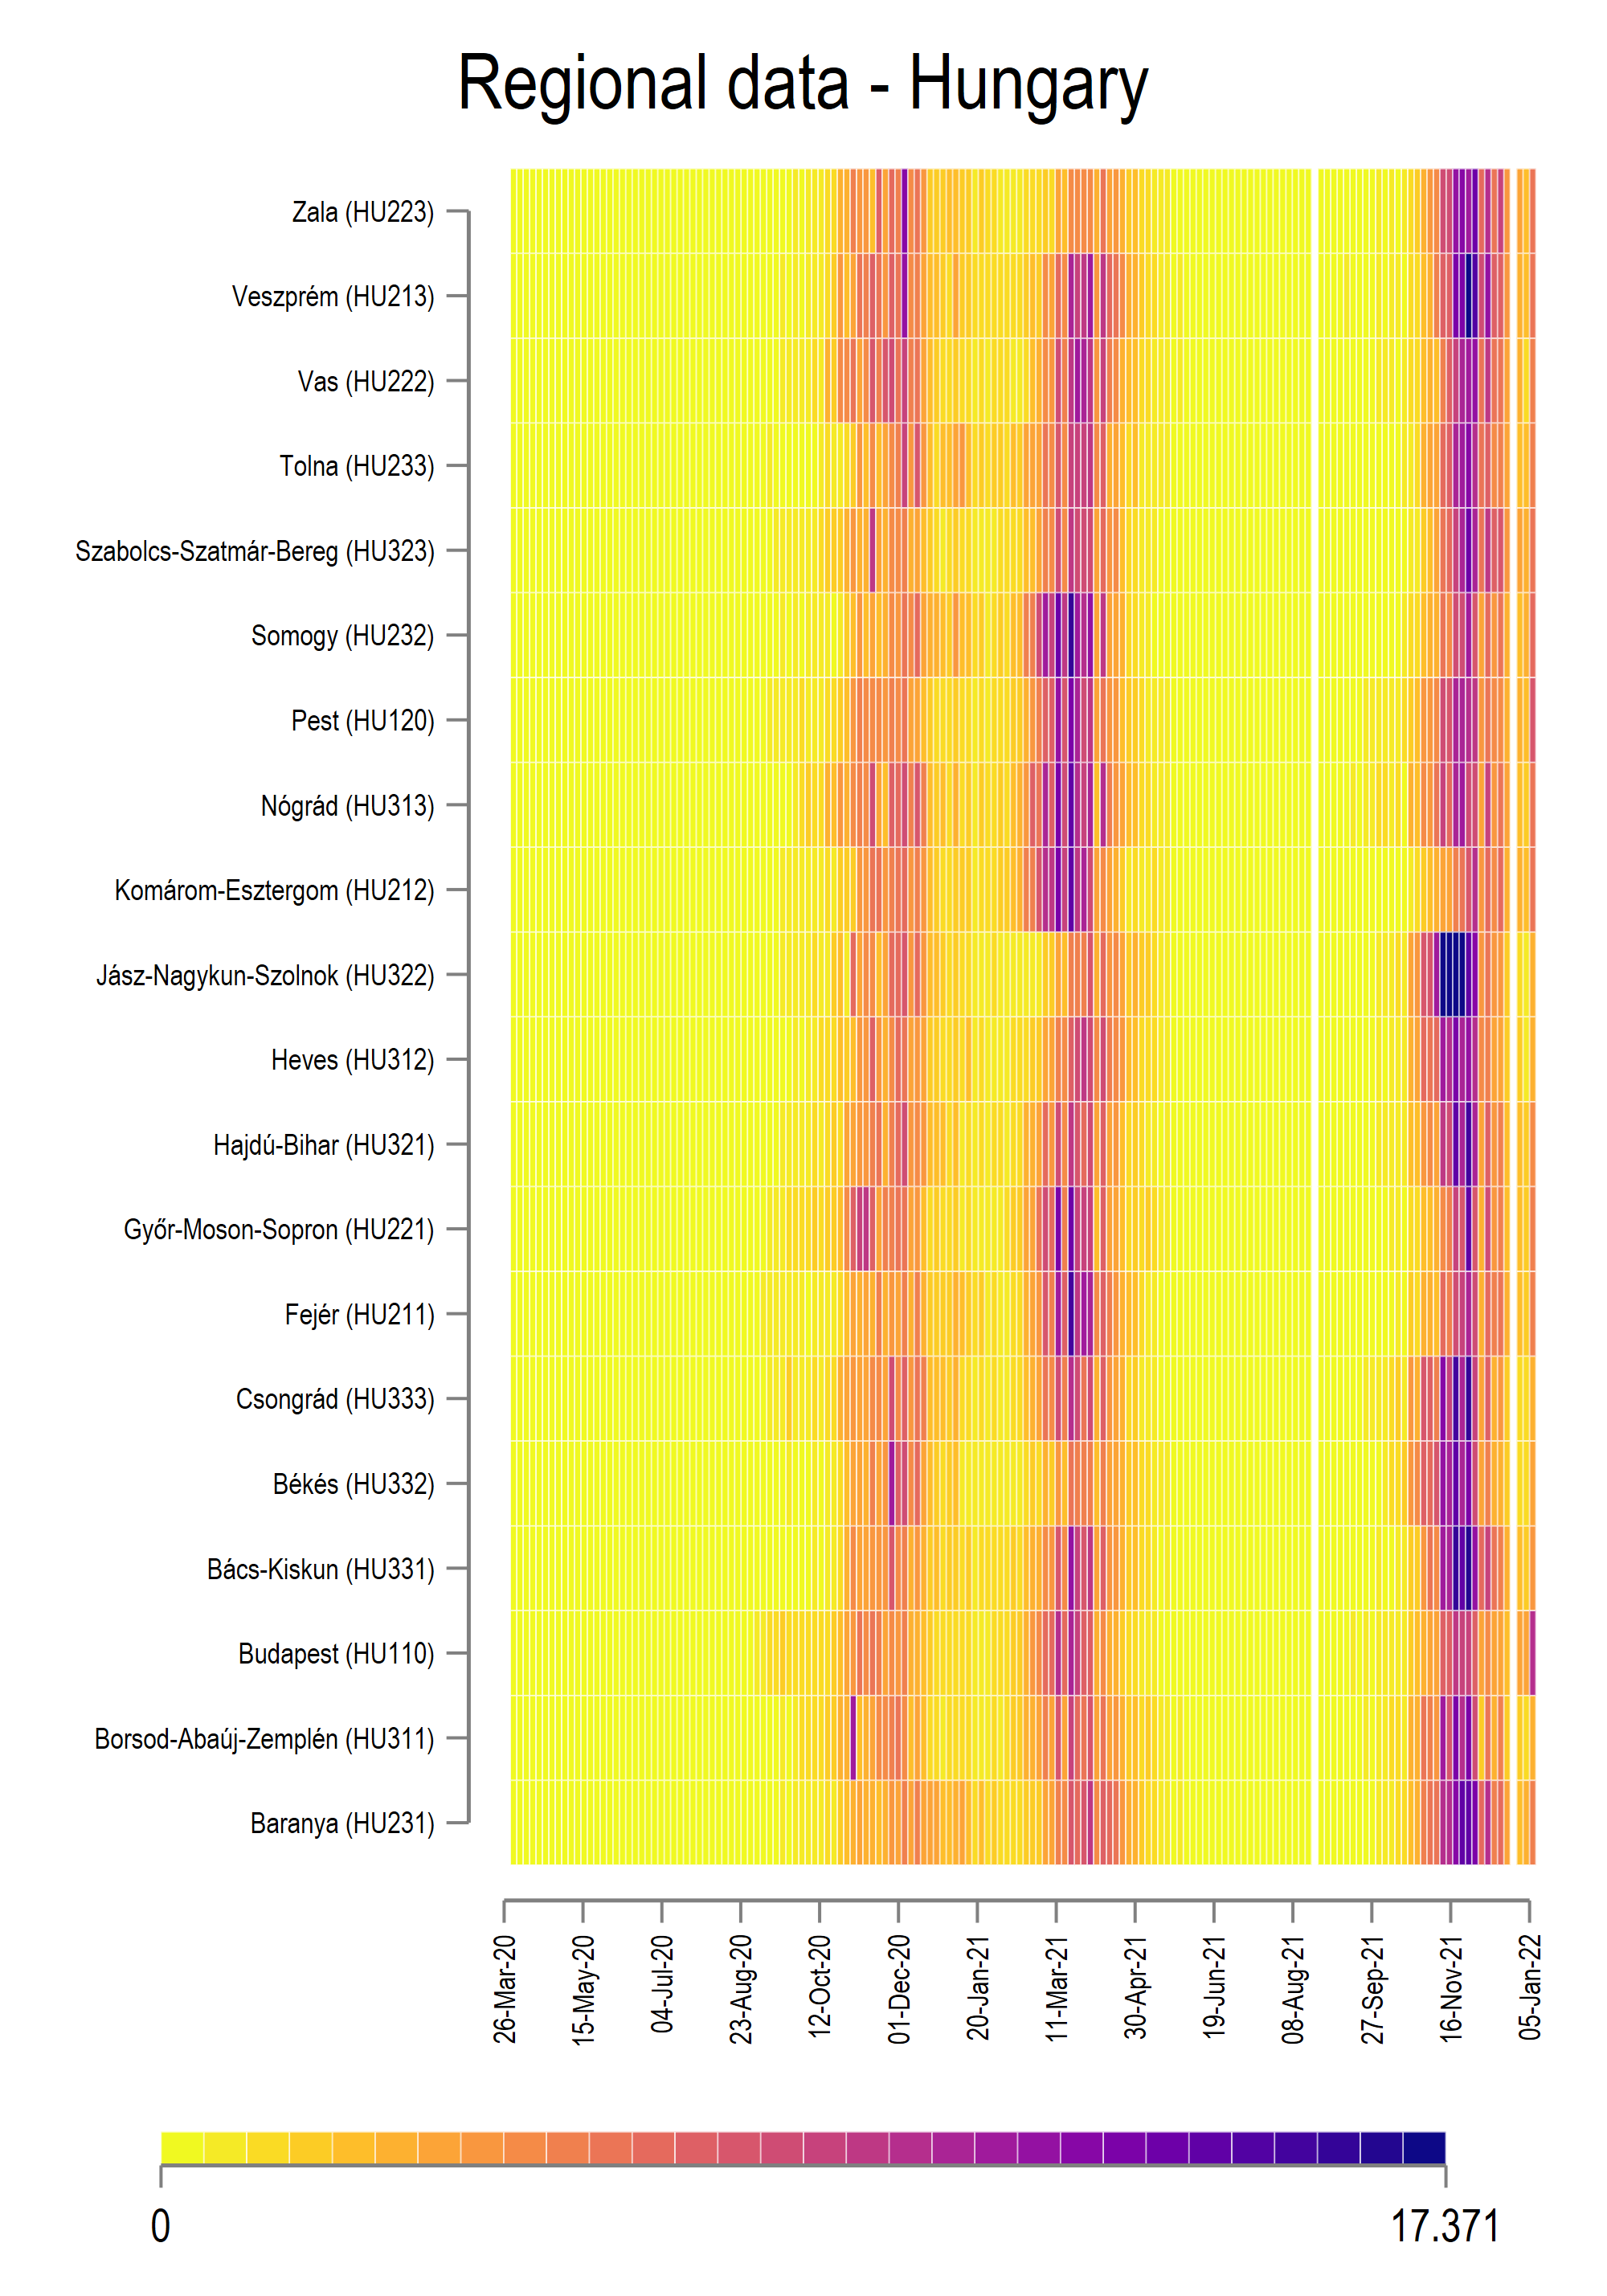 Regional data - Hungary
Zala (HU223)
Veszprém (HU213)
Vas (HU222)
Tolna (HU233)
Szabolcs-Szatmár-Bereg (HU323)
Somogy (HU232)
Pest (HU120)
Nógrád (HU313)
Komárom-Esztergom (HU212)
Jász-Nagykun-Szolnok (HU322)
Heves (HU312)
Hajdú-Bihar (HU321)
Győr-Moson-Sopron (HU221)
Fejér (HU211)
Csongrád (HU333)
Békés (HU332)
Bács-Kiskun (HU331)
Budapest (HU110)
Borsod-Abaúj-Zemplén (HU311)
Baranya (HU231)
26-Mar-20
15-May-20
04-Jul-20
23-Aug-20
12-Oct-20
01-Dec-20
20-Jan-21
11-Mar-21
30-Apr-21
19-Jun-21
08-Aug-21
27-Sep-21
16-Nov-21
05-Jan-22
0
17.371